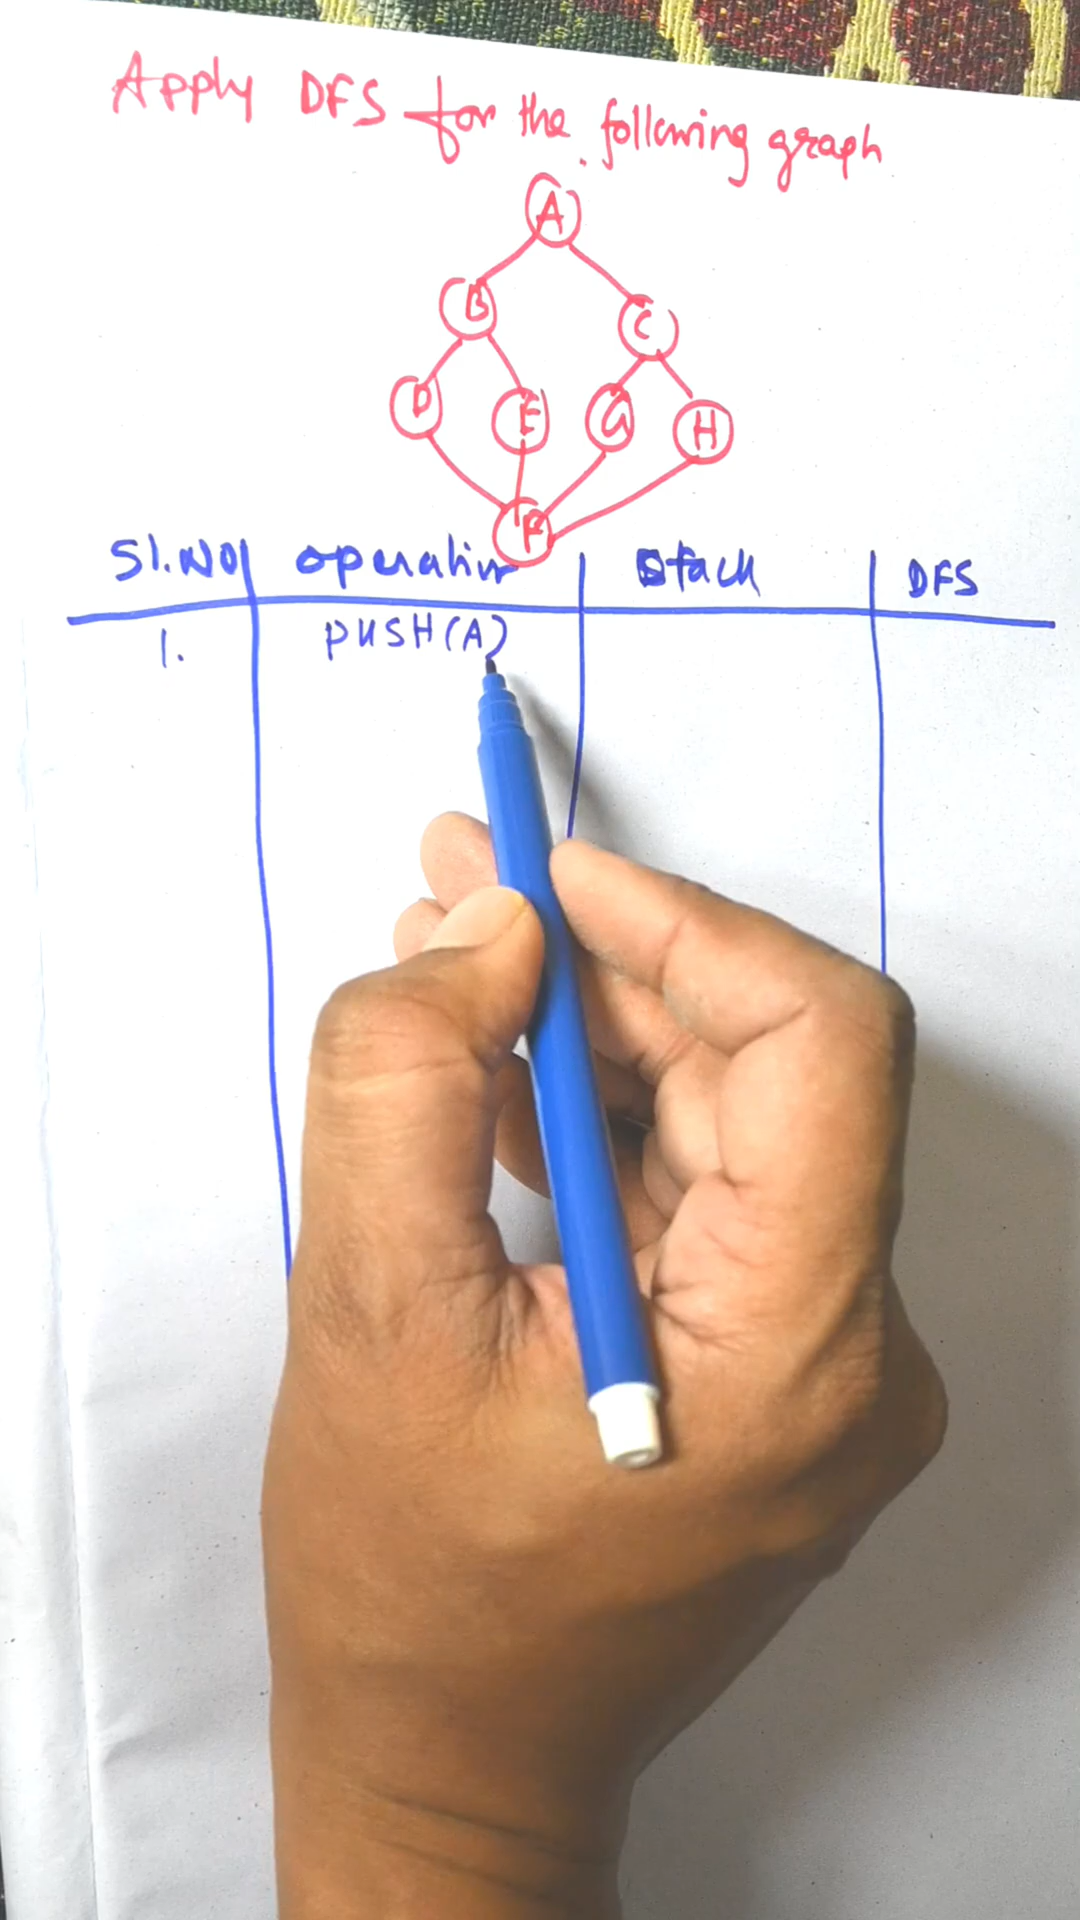 Apply DFS for the following graph
A
B C
D E G H
F
Sl.NO operation Stack DFS
1. PUSH(A)